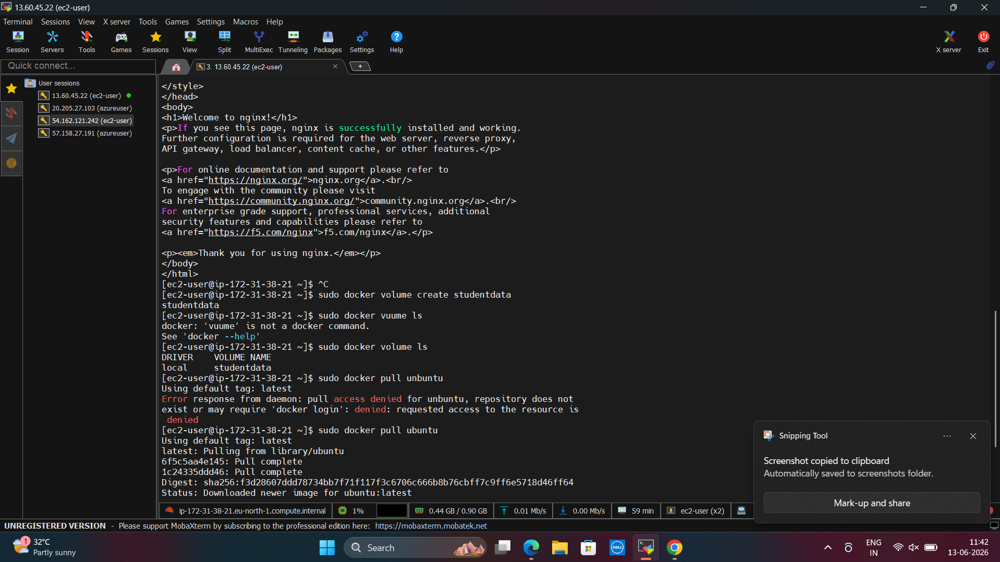 13.60.45.22 (ec2-user)
Terminal Sessions View X server Tools Games Settings Macros Help
Session Servers Tools Games Sessions View Split MultiExec Tunneling Packages Settings Help X server Exit
Quick connect...
3. 13.60.45.22 (ec2-user)
User sessions
13.60.45.22 (ec2-user)
20.205.27.103 (azureuser)
54.162.121.242 (ec2-user)
57.158.27.191 (azureuser)
</style>
</head>
<body>
<h1>Welcome to nginx!</h1>
<p>If you see this page, nginx is successfully installed and working.
Further configuration is required for the web server, reverse proxy,
API gateway, load balancer, content cache, or other features.</p>
<p>For online documentation and support please refer to
<a href="https://nginx.org/">nginx.org</a>.<br/>
To engage with the community please visit
<a href="https://community.nginx.org/">community.nginx.org</a>.<br/>
For enterprise grade support, professional services, additional
security features and capabilities please refer to
<a href="https://f5.com/nginx">f5.com/nginx</a>.</p>
<p><em>Thank you for using nginx.</em></p>
</body>
</html>
[ec2-user@ip-172-31-38-21 ~]$ ^C
[ec2-user@ip-172-31-38-21 ~]$ sudo docker volume create studentdata
studentdata
[ec2-user@ip-172-31-38-21 ~]$ sudo docker vuume ls
docker: 'vuume' is not a docker command.
See 'docker --help'
[ec2-user@ip-172-31-38-21 ~]$ sudo docker volume ls
DRIVER    VOLUME NAME
local     studentdata
[ec2-user@ip-172-31-38-21 ~]$ sudo docker pull unbuntu
Using default tag: latest
Error response from daemon: pull access denied for unbuntu, repository does not
exist or may require 'docker login': denied: requested access to the resource is
denied
[ec2-user@ip-172-31-38-21 ~]$ sudo docker pull ubuntu
Using default tag: latest
latest: Pulling from library/ubuntu
6f5c5aa4e145: Pull complete
1c24335ddd46: Pull complete
Digest: sha256:f3d28607ddd78734bb7f71f117f3c6706c666b8b76cbff7c9ff6e5718d46ff64
Status: Downloaded newer image for ubuntu:latest
Snipping Tool
Screenshot copied to clipboard
Automatically saved to screenshots folder.
Mark-up and share
ip-172-31-38-21.eu-north-1.compute.internal 1% 0.44 GB / 0.90 GB 0.01 Mb/s 0.00 Mb/s 59 min ec2-user (x2)
UNREGISTERED VERSION - Please support MobaXterm by subscribing to the professional edition here: https://mobaxterm.mobatek.net
1
32°C
Partly sunny
Search
DELL
ENG
IN
11:42
13-06-2026